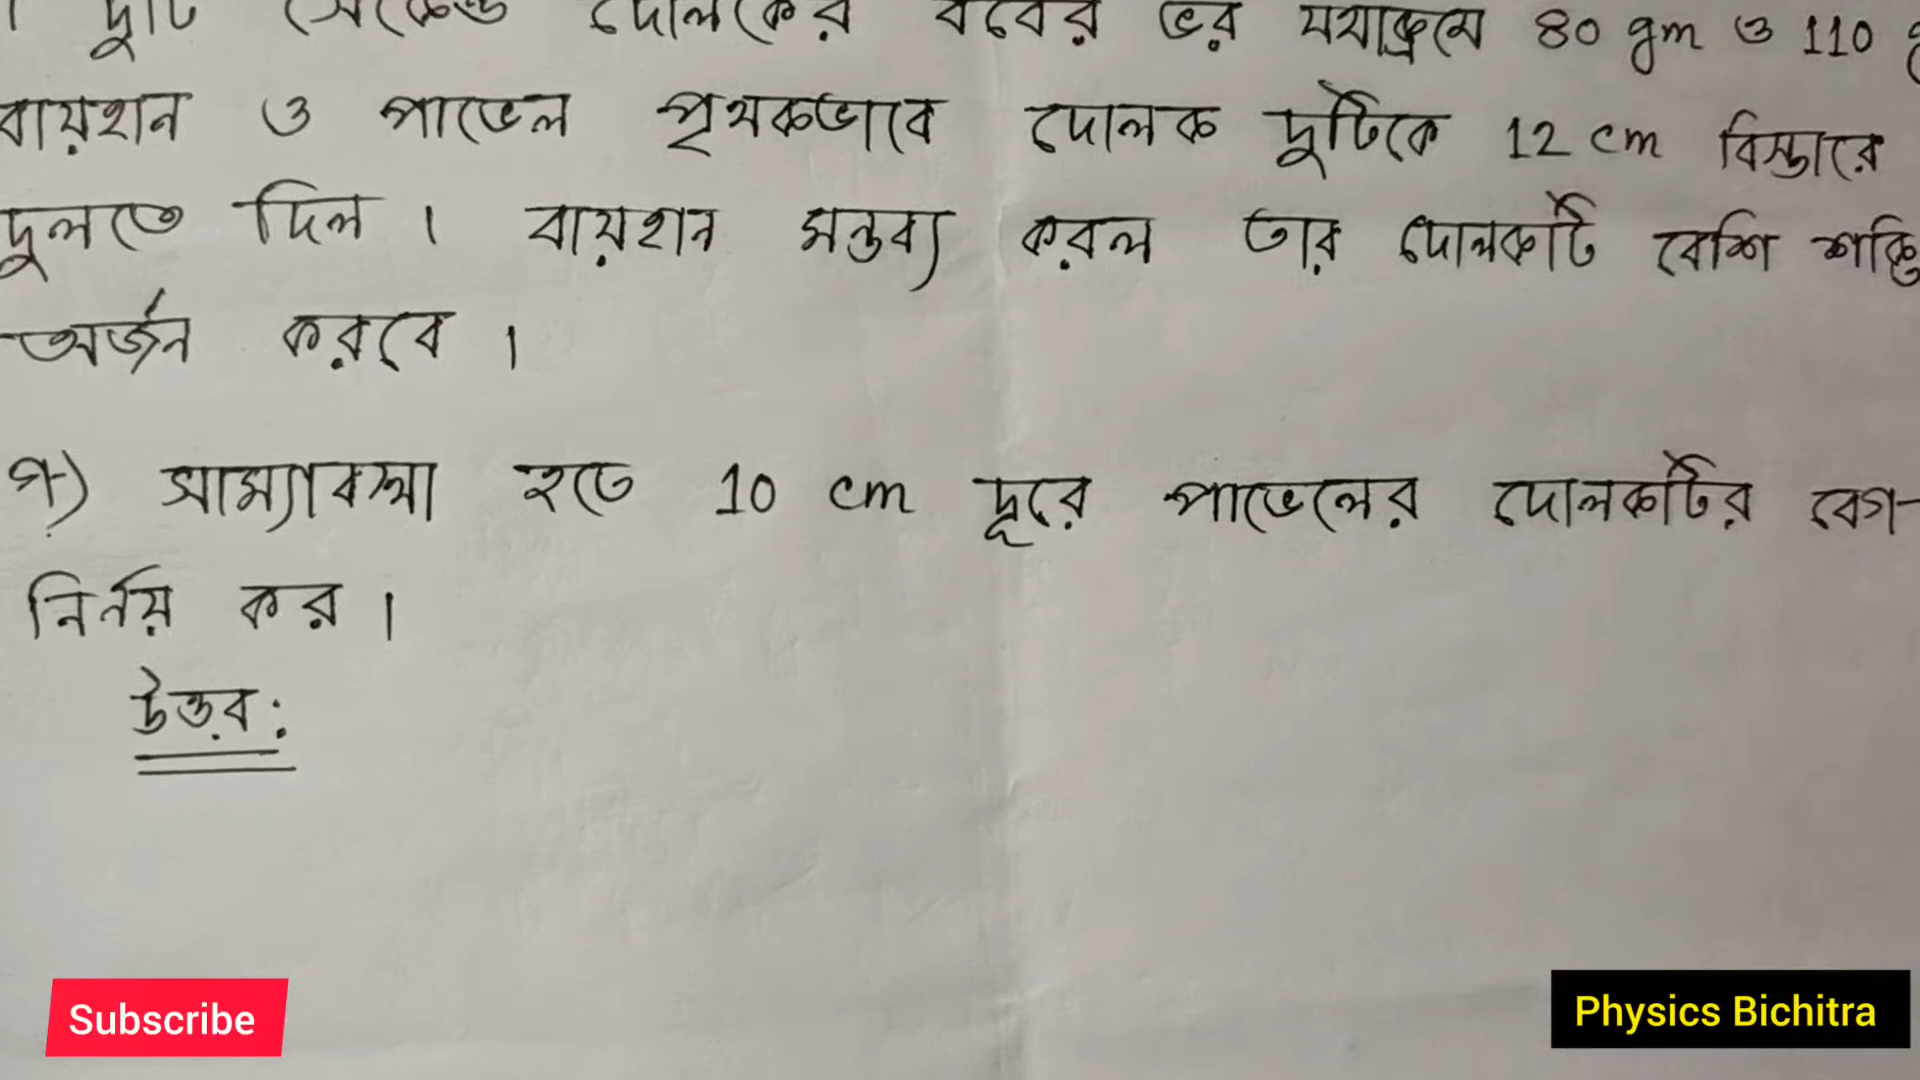 । দুটি সেকেন্ড দোলকের ববের ভর যথাক্রমে 80 gm ও 110 g
রায়হান ও পাভেল পৃথকভাবে দোলক দুটিকে 12 cm বিস্তারে
দুলতে দিল । রায়হান মন্তব্য করল তার দোলকটি বেশি শক্তি
অর্জন করবে ।
গ) সাম্যাবস্থা হতে 10 cm দূরে পাভেলের দোলকটির বেগ
নির্নয় কর ।
উত্তর:
Subscribe
Physics Bichitra